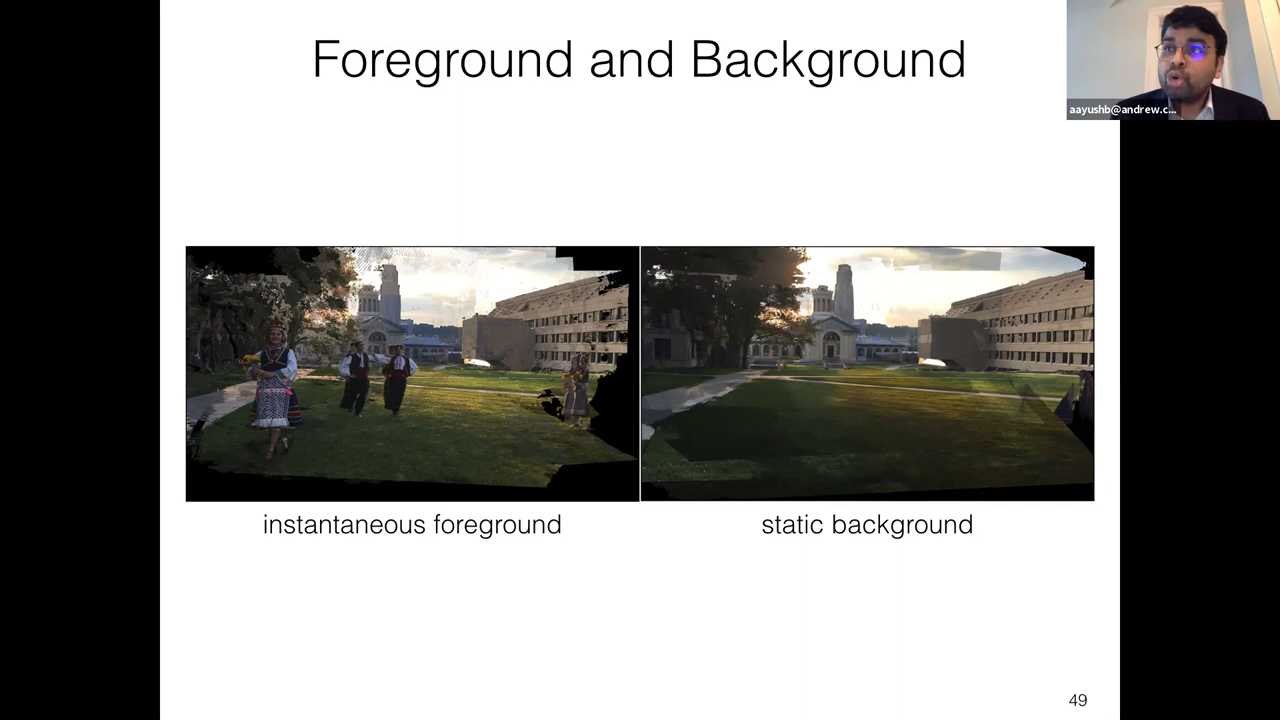 Foreground and Background
aayushb@andrew.c...
instantaneous foreground
static background
49